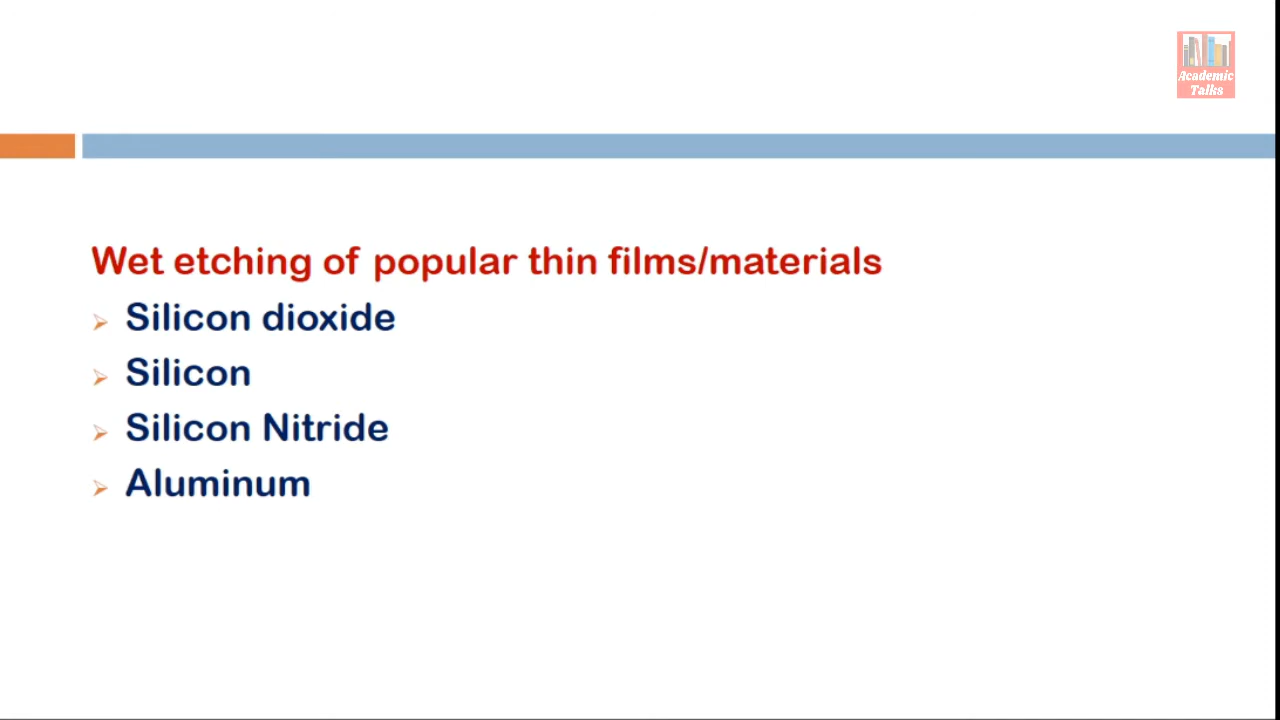 Academic
Talks
Wet etching of popular thin films/materials
Silicon dioxide
Silicon
Silicon Nitride
Aluminum